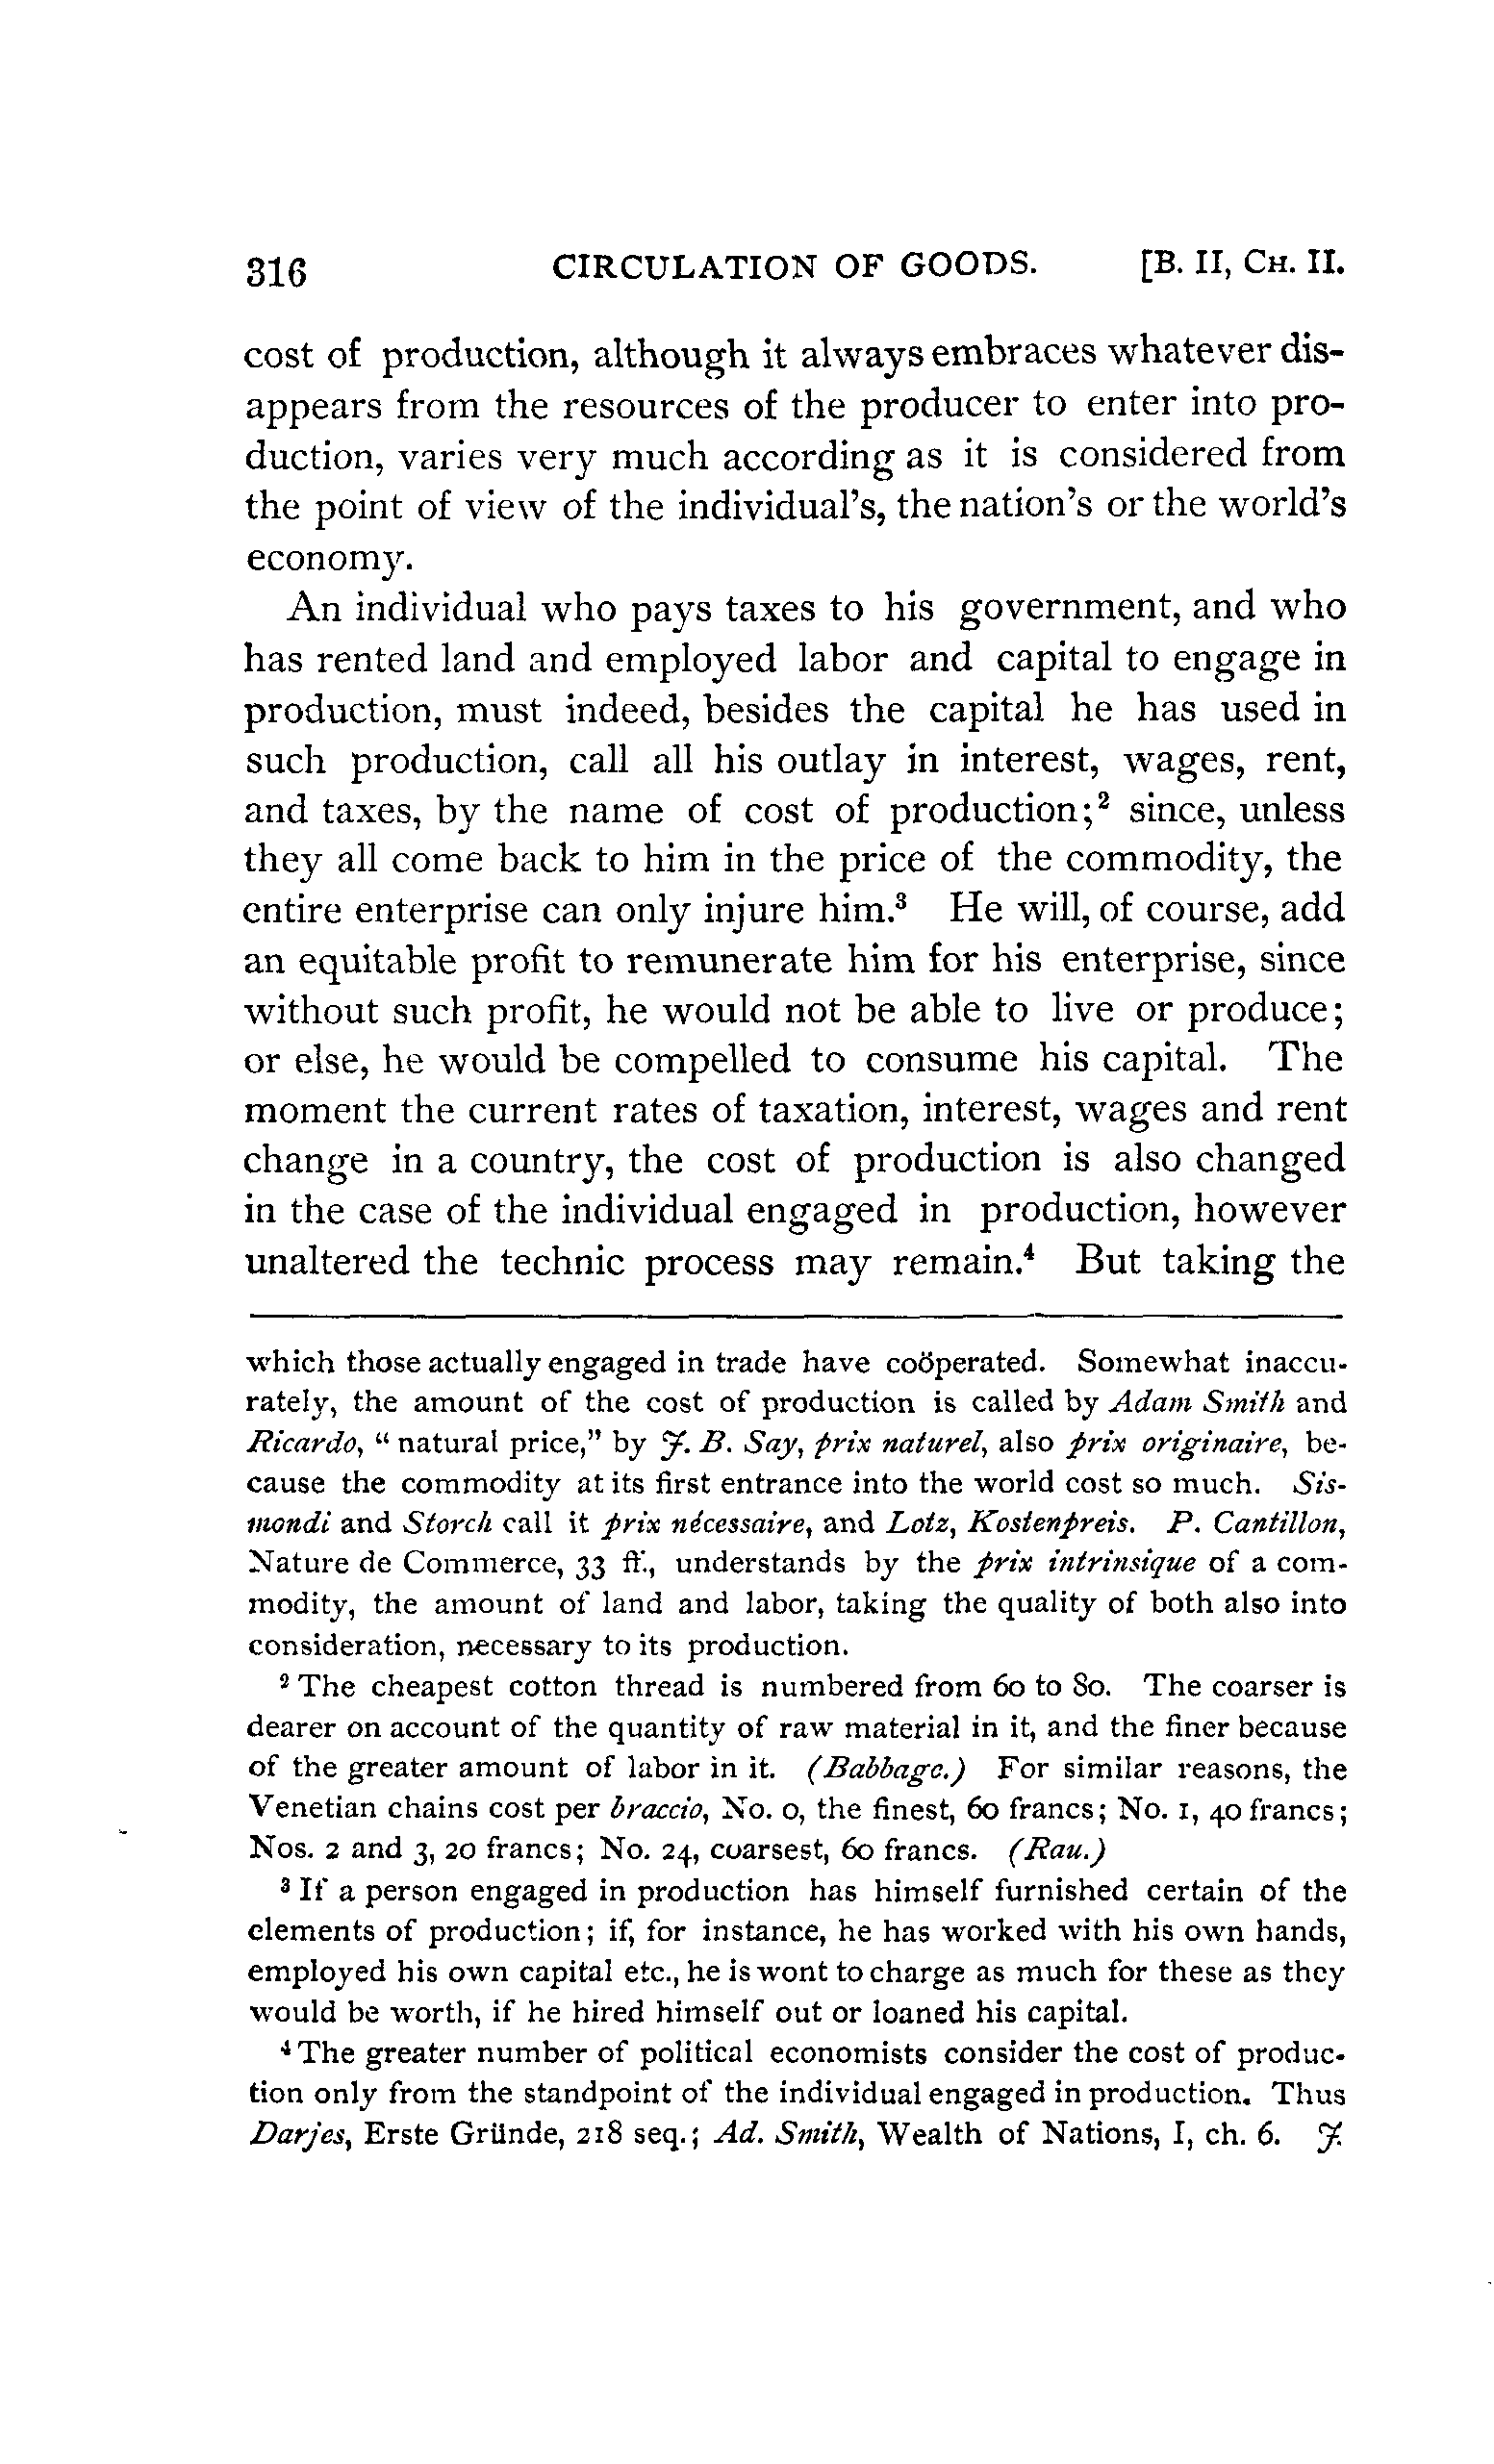 316 CIRCULATION OF GOODS. [B. II, CH. II.
cost of production, although it always embraces whatever dis-
appears from the resources of the producer to enter into pro-
duction, varies very much according as it is considered from
the point of view of the individual's, the nation's or the world's
economy.
An individual who pays taxes to his government, and who
has rented land and employed labor and capital to engage in
production, must indeed, besides the capital he has used in
such production, call all his outlay in interest, wages, rent,
and taxes, by the name of cost of production;² since, unless
they all come back to him in the price of the commodity, the
entire enterprise can only injure him.³ He will, of course, add
an equitable profit to remunerate him for his enterprise, since
without such profit, he would not be able to live or produce;
or else, he would be compelled to consume his capital. The
moment the current rates of taxation, interest, wages and rent
change in a country, the cost of production is also changed
in the case of the individual engaged in production, however
unaltered the technic process may remain.⁴ But taking the
which those actually engaged in trade have coöperated. Somewhat inaccu-
rately, the amount of the cost of production is called by Adam Smith and
Ricardo, "natural price," by J. B. Say, prix naturel, also prix originaire, be-
cause the commodity at its first entrance into the world cost so much. Sis-
mondi and Storch call it prix nécessaire, and Lotz, Kostenpreis. P. Cantillon,
Nature de Commerce, 33 ff., understands by the prix intrinsique of a com-
modity, the amount of land and labor, taking the quality of both also into
consideration, necessary to its production.
² The cheapest cotton thread is numbered from 60 to 80. The coarser is
dearer on account of the quantity of raw material in it, and the finer because
of the greater amount of labor in it. (Babbage.) For similar reasons, the
Venetian chains cost per braccio, No. 0, the finest, 60 francs; No. 1, 40 francs;
Nos. 2 and 3, 20 francs; No. 24, coarsest, 60 francs. (Rau.)
³ If a person engaged in production has himself furnished certain of the
elements of production; if, for instance, he has worked with his own hands,
employed his own capital etc., he is wont to charge as much for these as they
would be worth, if he hired himself out or loaned his capital.
⁴ The greater number of political economists consider the cost of produc-
tion only from the standpoint of the individual engaged in production. Thus
Darjes, Erste Gründe, 218 seq.; Ad. Smith, Wealth of Nations, I, ch. 6. J.